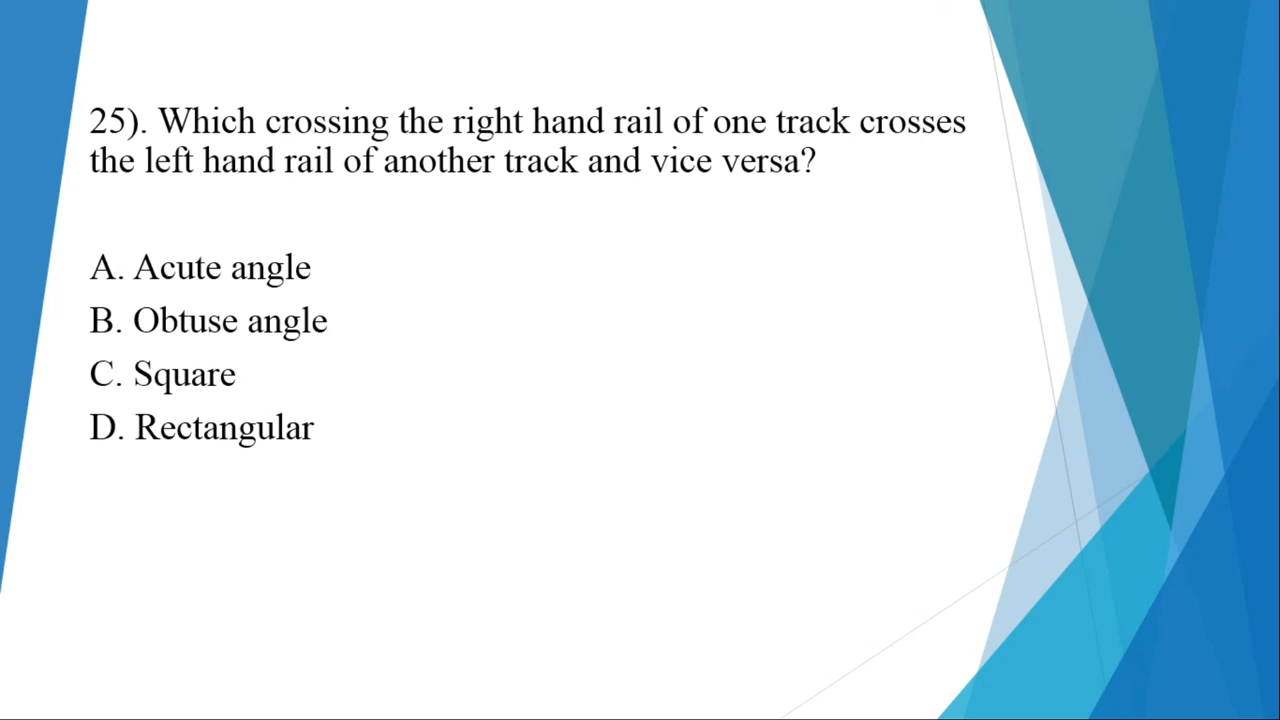 25). Which crossing the right hand rail of one track crosses
the left hand rail of another track and vice versa?
A. Acute angle
B. Obtuse angle
C. Square
D. Rectangular